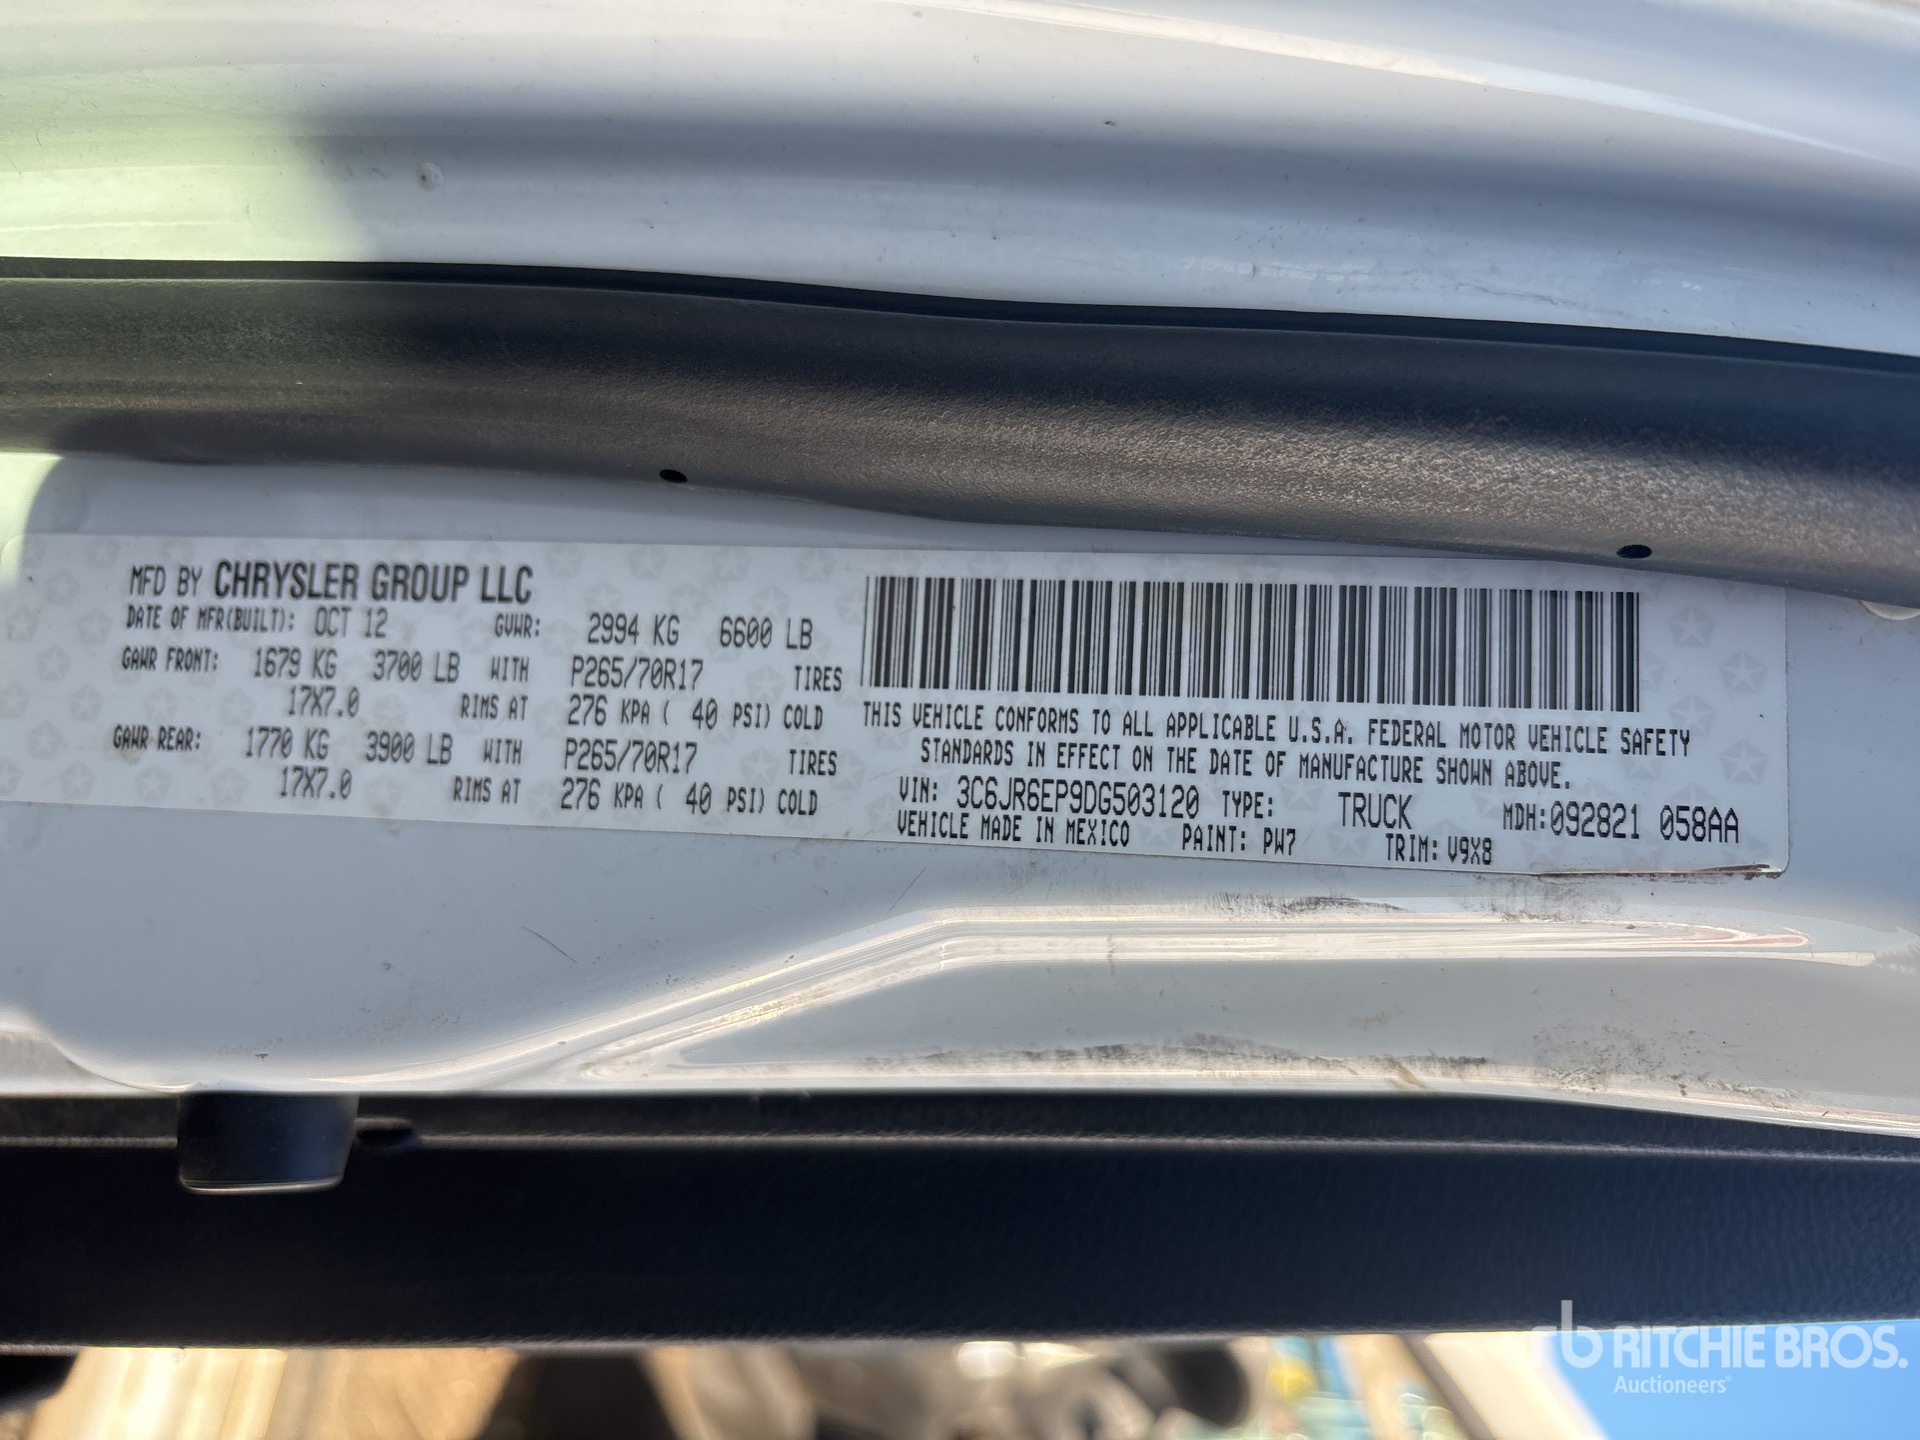 MFD BY CHRYSLER GROUP LLC
DATE OF MFR(BUILT): OCT 12 GVWR: 2994 KG 6600 LB
GAWR FRONT: 1679 KG 3700 LB WITH P265/70R17 TIRES
17X7.0 RIMS AT 276 KPA ( 40 PSI) COLD
GAWR REAR: 1770 KG 3900 LB WITH P265/70R17 TIRES
17X7.0 RIMS AT 276 KPA ( 40 PSI) COLD
THIS VEHICLE CONFORMS TO ALL APPLICABLE U.S.A. FEDERAL MOTOR VEHICLE SAFETY
STANDARDS IN EFFECT ON THE DATE OF MANUFACTURE SHOWN ABOVE.
VIN: 3C6JR6EP9DG503120 TYPE: TRUCK MDH:092821 058AA
VEHICLE MADE IN MEXICO PAINT: PW7 TRIM: V9X8
rb RITCHIE BROS.
Auctioneers